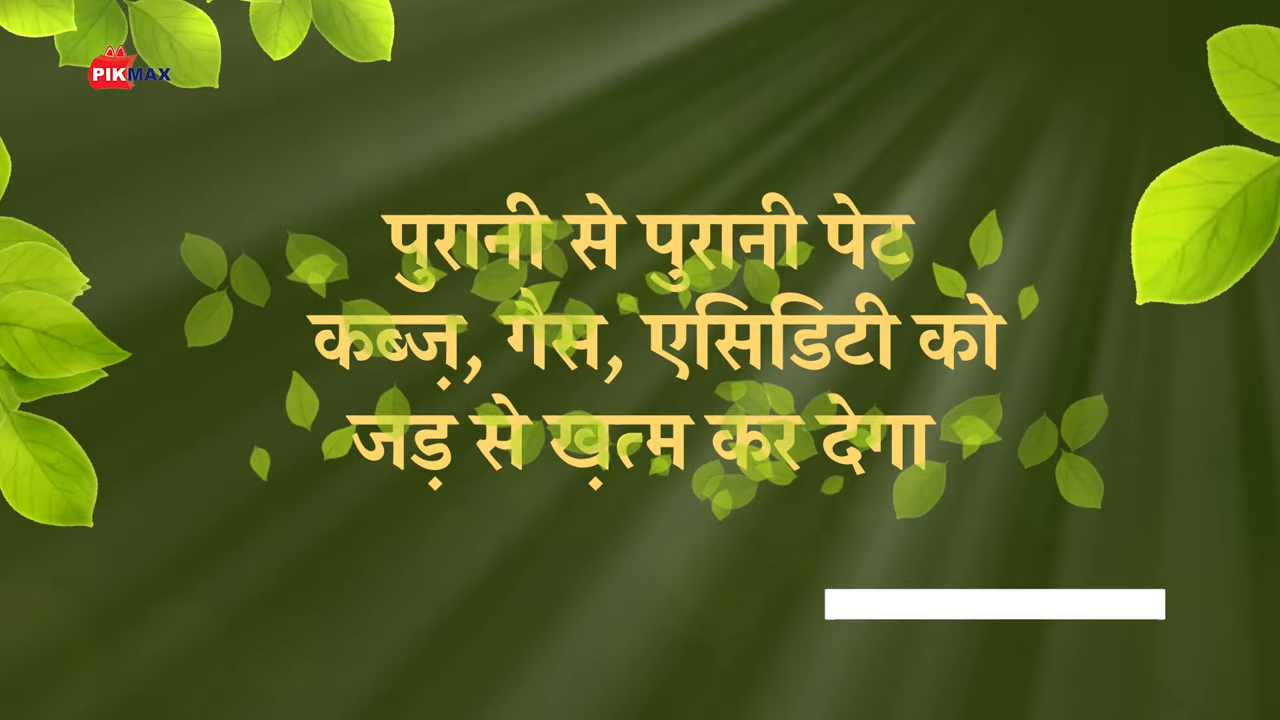 PIKMAX
पुरानी से पुरानी पेट
कब्ज़, गैस, एसिडिटी को
जड़ से ख़त्म कर देगा